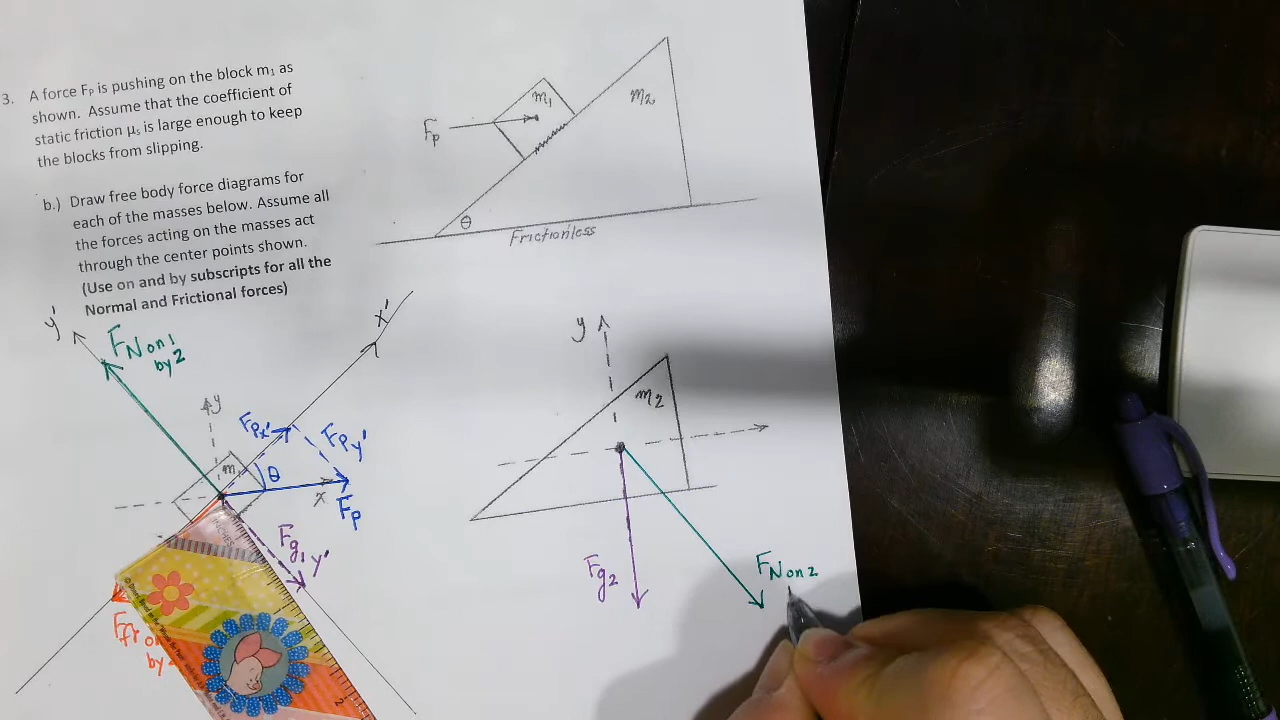 3. A force Fₚ is pushing on the block m₁ as
shown. Assume that the coefficient of
static friction μₛ is large enough to keep
the blocks from slipping.
b.) Draw free body force diagrams for
each of the masses below. Assume all
the forces acting on the masses act
through the center points shown.
(Use on and by subscripts for all the
Normal and Frictional forces)
m₁
m₂
Fp
θ
Frictionless
y'
x'
F N on 1
by 2
y
Fpx'
Fpy'
m
θ
x
Fp
Fg₁ y'
Ffr
by
y
m₂
Fg₂
F N on 2